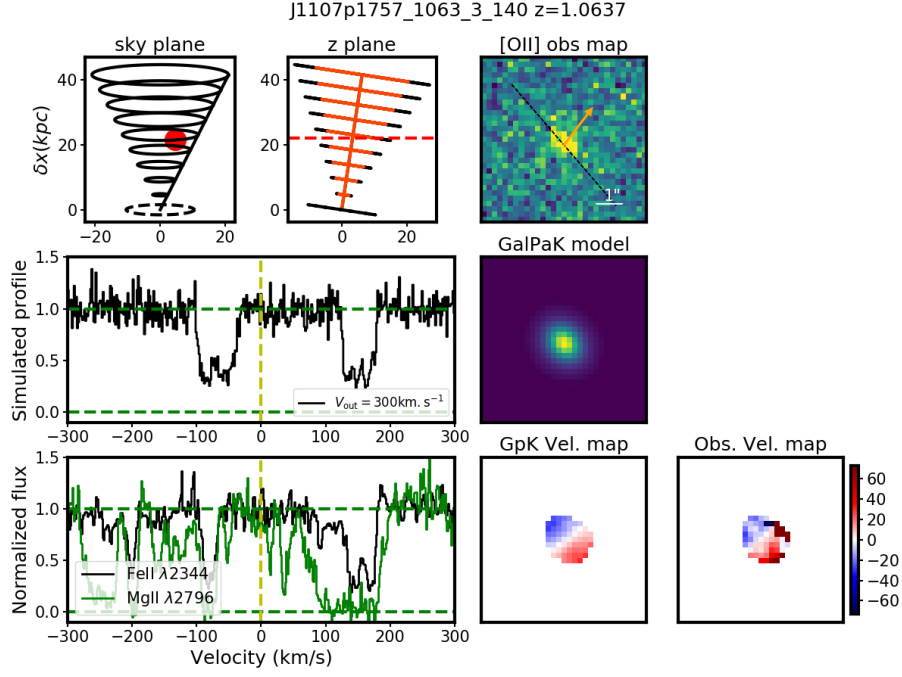 J1107p1757_1063_3_140 z=1.0637
sky plane
z plane
[OII] obs map
δx(kpc)
40
20
0
−20
0
20
0
20
1"
GalPaK model
Simulated profile
1.5
1.0
0.5
0.0
V_out = 300km. s⁻¹
−300
−200
−100
0
100
200
300
GpK Vel. map
Obs. Vel. map
Normalized flux
1.5
1.0
0.5
0.0
FeII λ2344
MgII λ2796
−300
−200
−100
0
100
200
300
Velocity (km/s)
40
20
0
60
40
20
0
−20
−40
−60